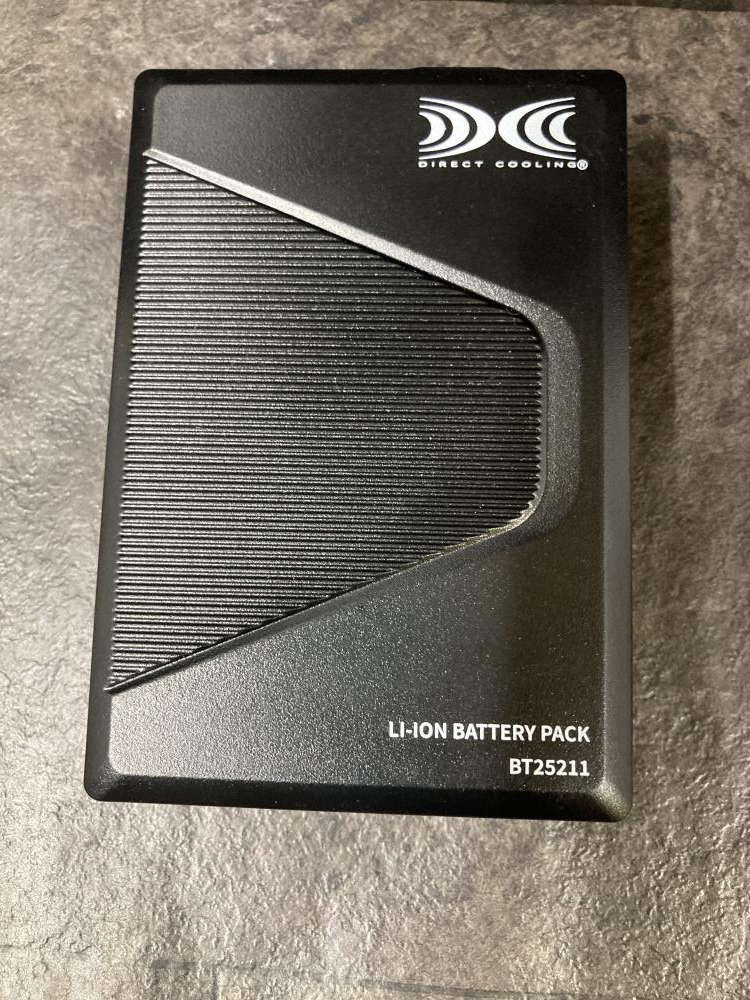 DIRECT COOLING®
LI-ION BATTERY PACK
BT25211